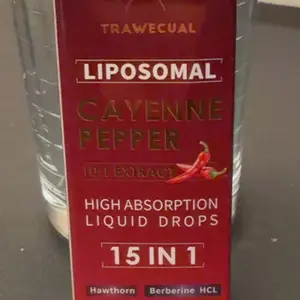 TRAWECUAL
LIPOSOMAL
CAYENNE
PEPPER
10:1 EXTRACT
HIGH ABSORPTION
LIQUID DROPS
15 IN 1
Hawthorn Berberine HCL